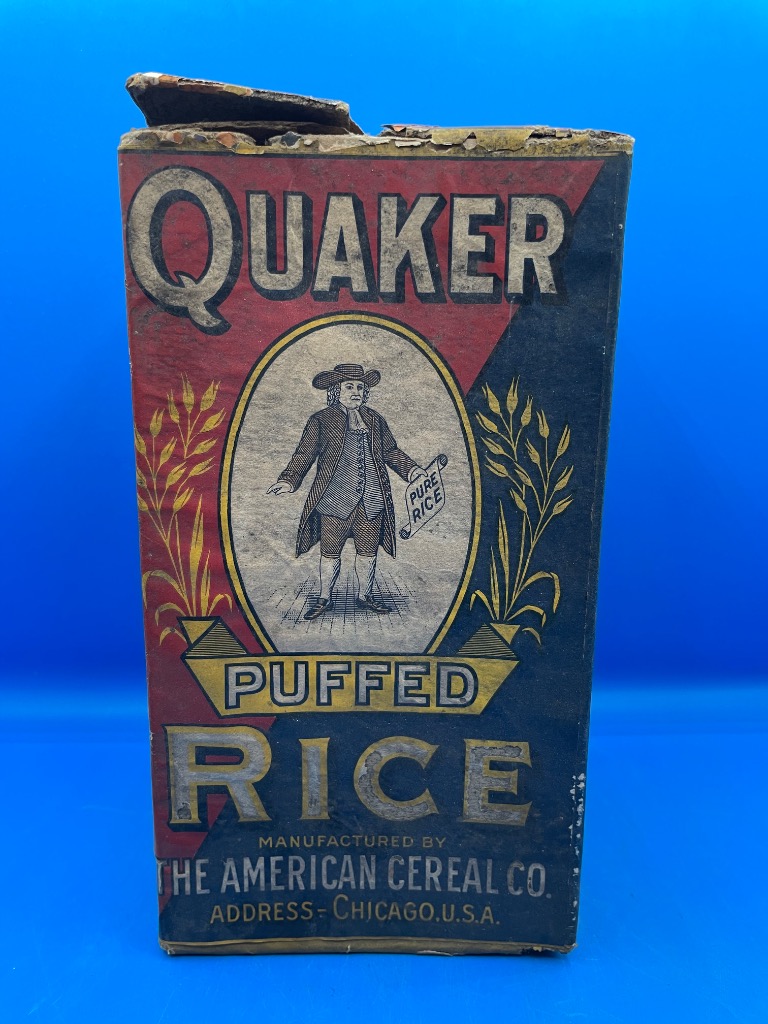 QUAKER
PURE
RICE
PUFFED
RICE
MANUFACTURED BY
THE AMERICAN CEREAL CO.
ADDRESS=CHICAGO, U.S.A.